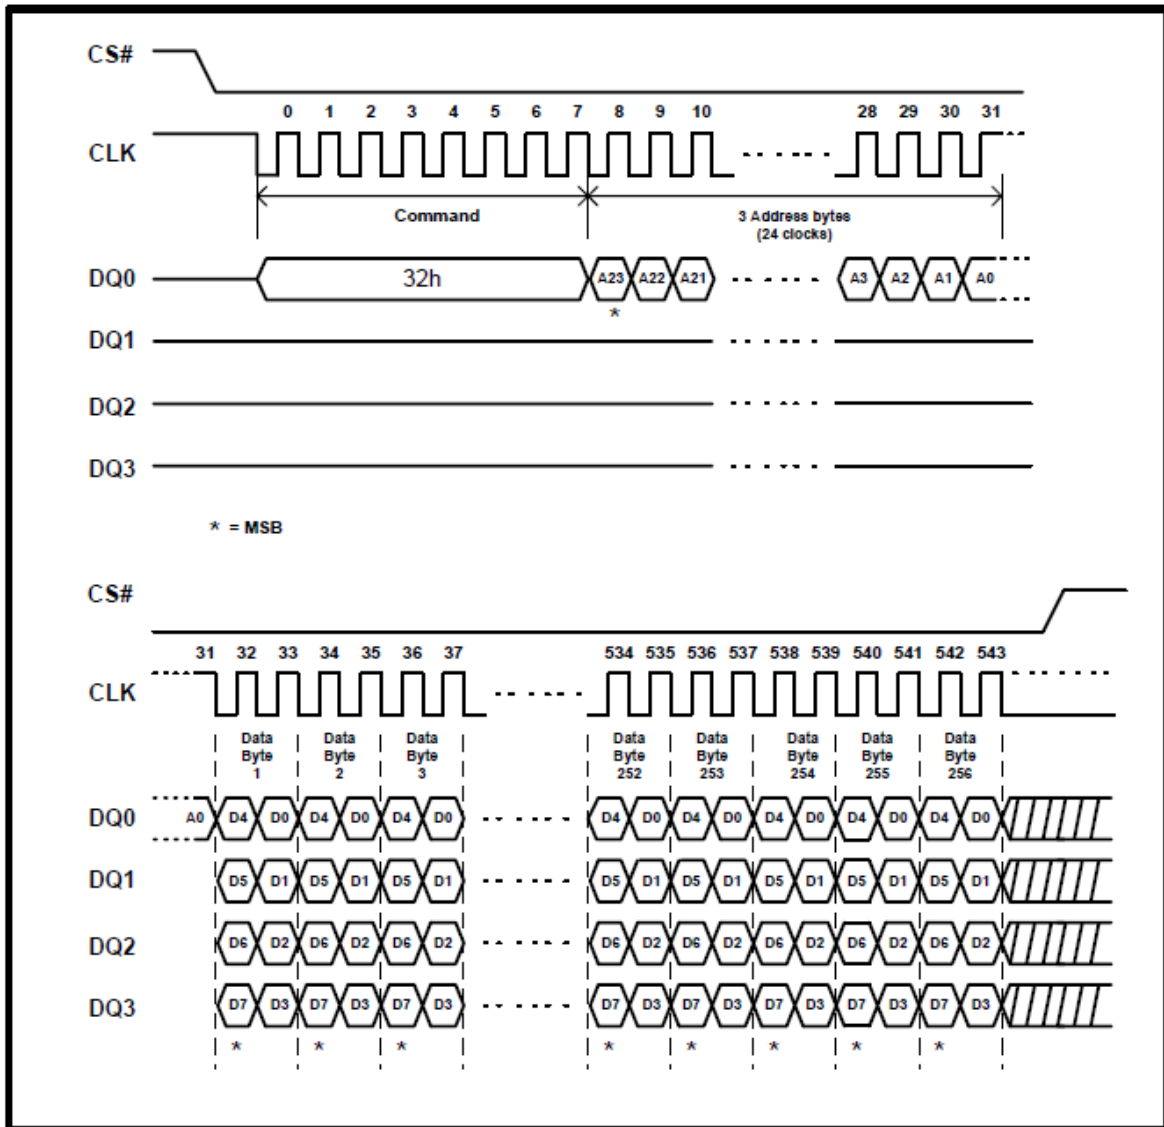 CS#
0 1 2 3 4 5 6 7 8 9 10 28 29 30 31
CLK
Command 3 Address bytes
(24 clocks)
DQ0 32h A23 A22 A21 A3 A2 A1 A0
*
DQ1
DQ2
DQ3
* = MSB
CS#
31 32 33 34 35 36 37 534 535 536 537 538 539 540 541 542 543
CLK
Data Data Data Data Data Data Data Data
Byte Byte Byte Byte Byte Byte Byte Byte
1 2 3 252 253 254 255 256
DQ0 A0 D4 D0 D4 D0 D4 D0 D4 D0 D4 D0 D4 D0 D4 D0 D4 D0
DQ1 D5 D1 D5 D1 D5 D1 D5 D1 D5 D1 D5 D1 D5 D1 D5 D1
DQ2 D6 D2 D6 D2 D6 D2 D6 D2 D6 D2 D6 D2 D6 D2 D6 D2
DQ3 D7 D3 D7 D3 D7 D3 D7 D3 D7 D3 D7 D3 D7 D3 D7 D3
* * * * * * * *